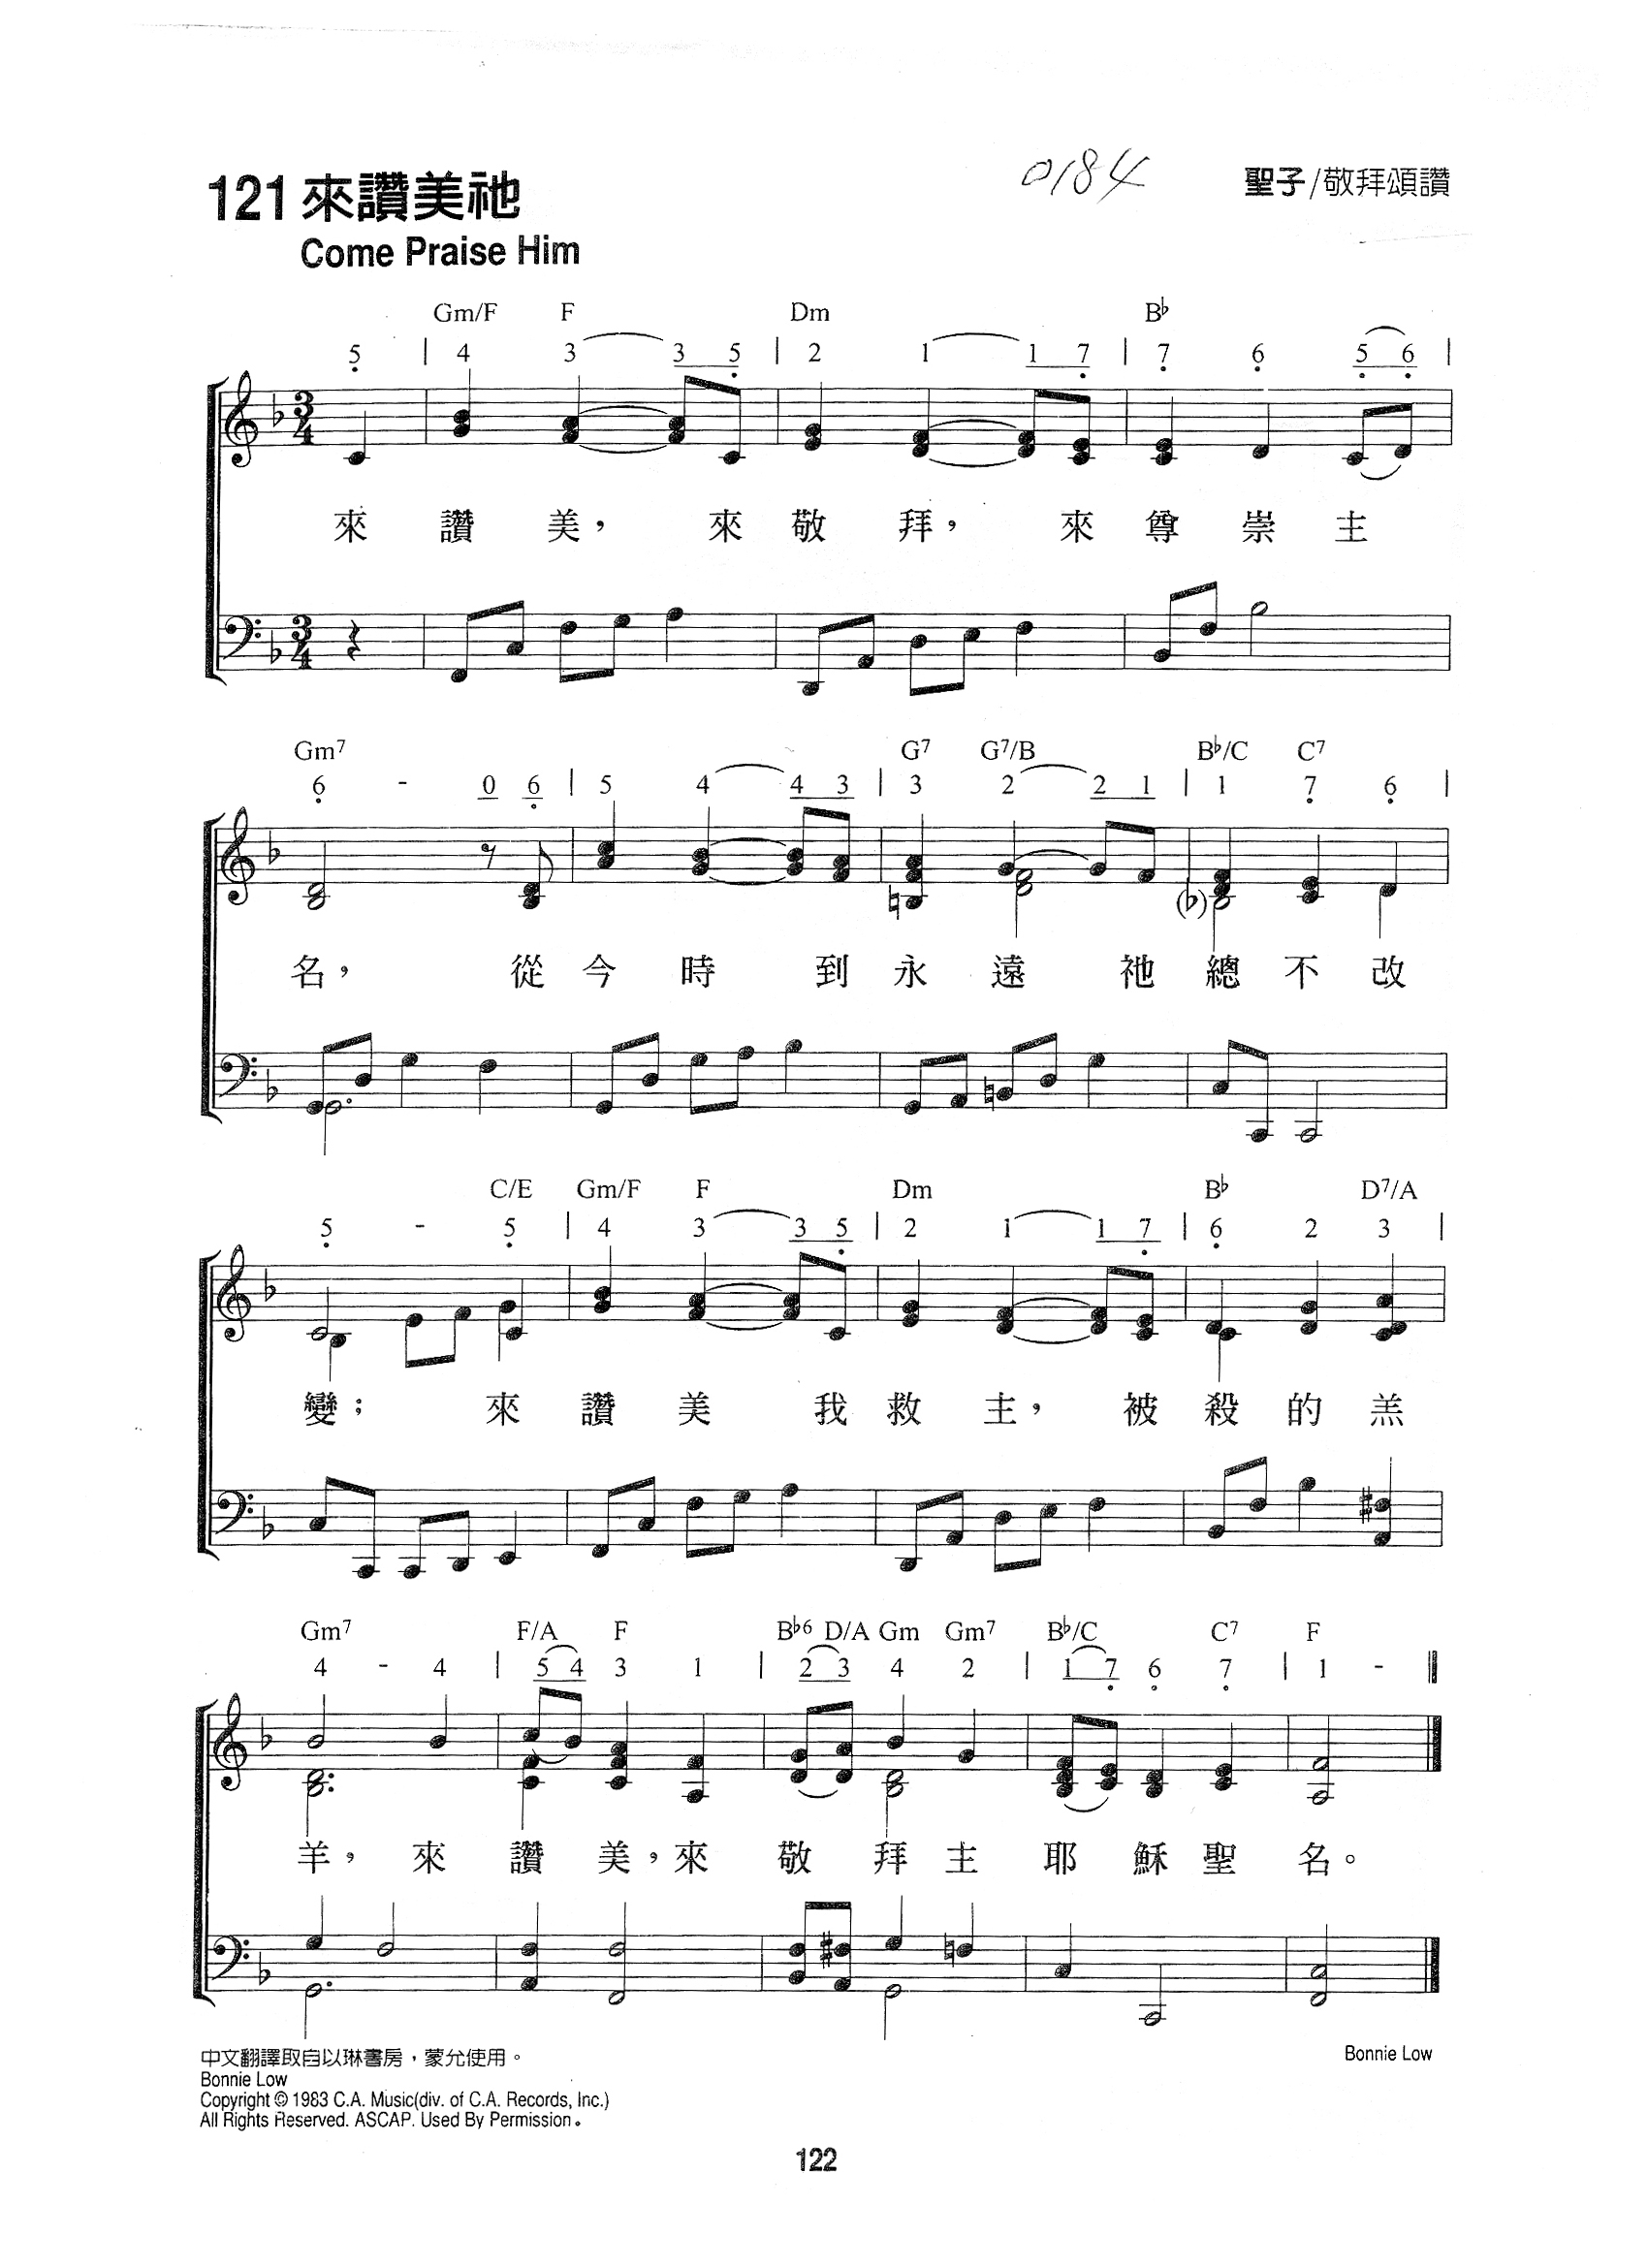 121 來讚美祂
0184
聖子/敬拜頌讚
Come Praise Him
Gm/F F Dm B♭
5̣ | 4 3 3 5̣ | 2 1 1 7̣ | 7̣ 6̣ 5̣ 6̣ |
3/4
來 讚 美， 來 敬 拜， 來 尊 崇 主
3/4
Gm7 G7 G7/B B♭/C C7
6̣ - 0 6̣ | 5 4 4 3 | 3 2 2 1 | 1 7̣ 6̣ |
名， 從 今 時 到 永 遠 祂 總 不 改
C/E Gm/F F Dm B♭ D7/A
5̣ - 5̣ | 4 3 3 5̣ | 2 1 1 7̣ | 6̣ 2 3 |
變； 來 讚 美 我 救 主， 被 殺 的 羔
Gm7 F/A F B♭6 D/A Gm Gm7 B♭/C C7 F
4 - 4 | 5 4 3 1 | 2 3 4 2 | 1 7̣ 6̣ 7̣ | 1 - ‖
羊， 來 讚 美，來 敬 拜 主 耶 穌 聖 名。
中文翻譯取自以琳書房，蒙允使用。
Bonnie Low
Bonnie Low
Copyright © 1983 C.A. Music(div. of C.A. Records, Inc.)
All Rights Reserved. ASCAP. Used By Permission.
122